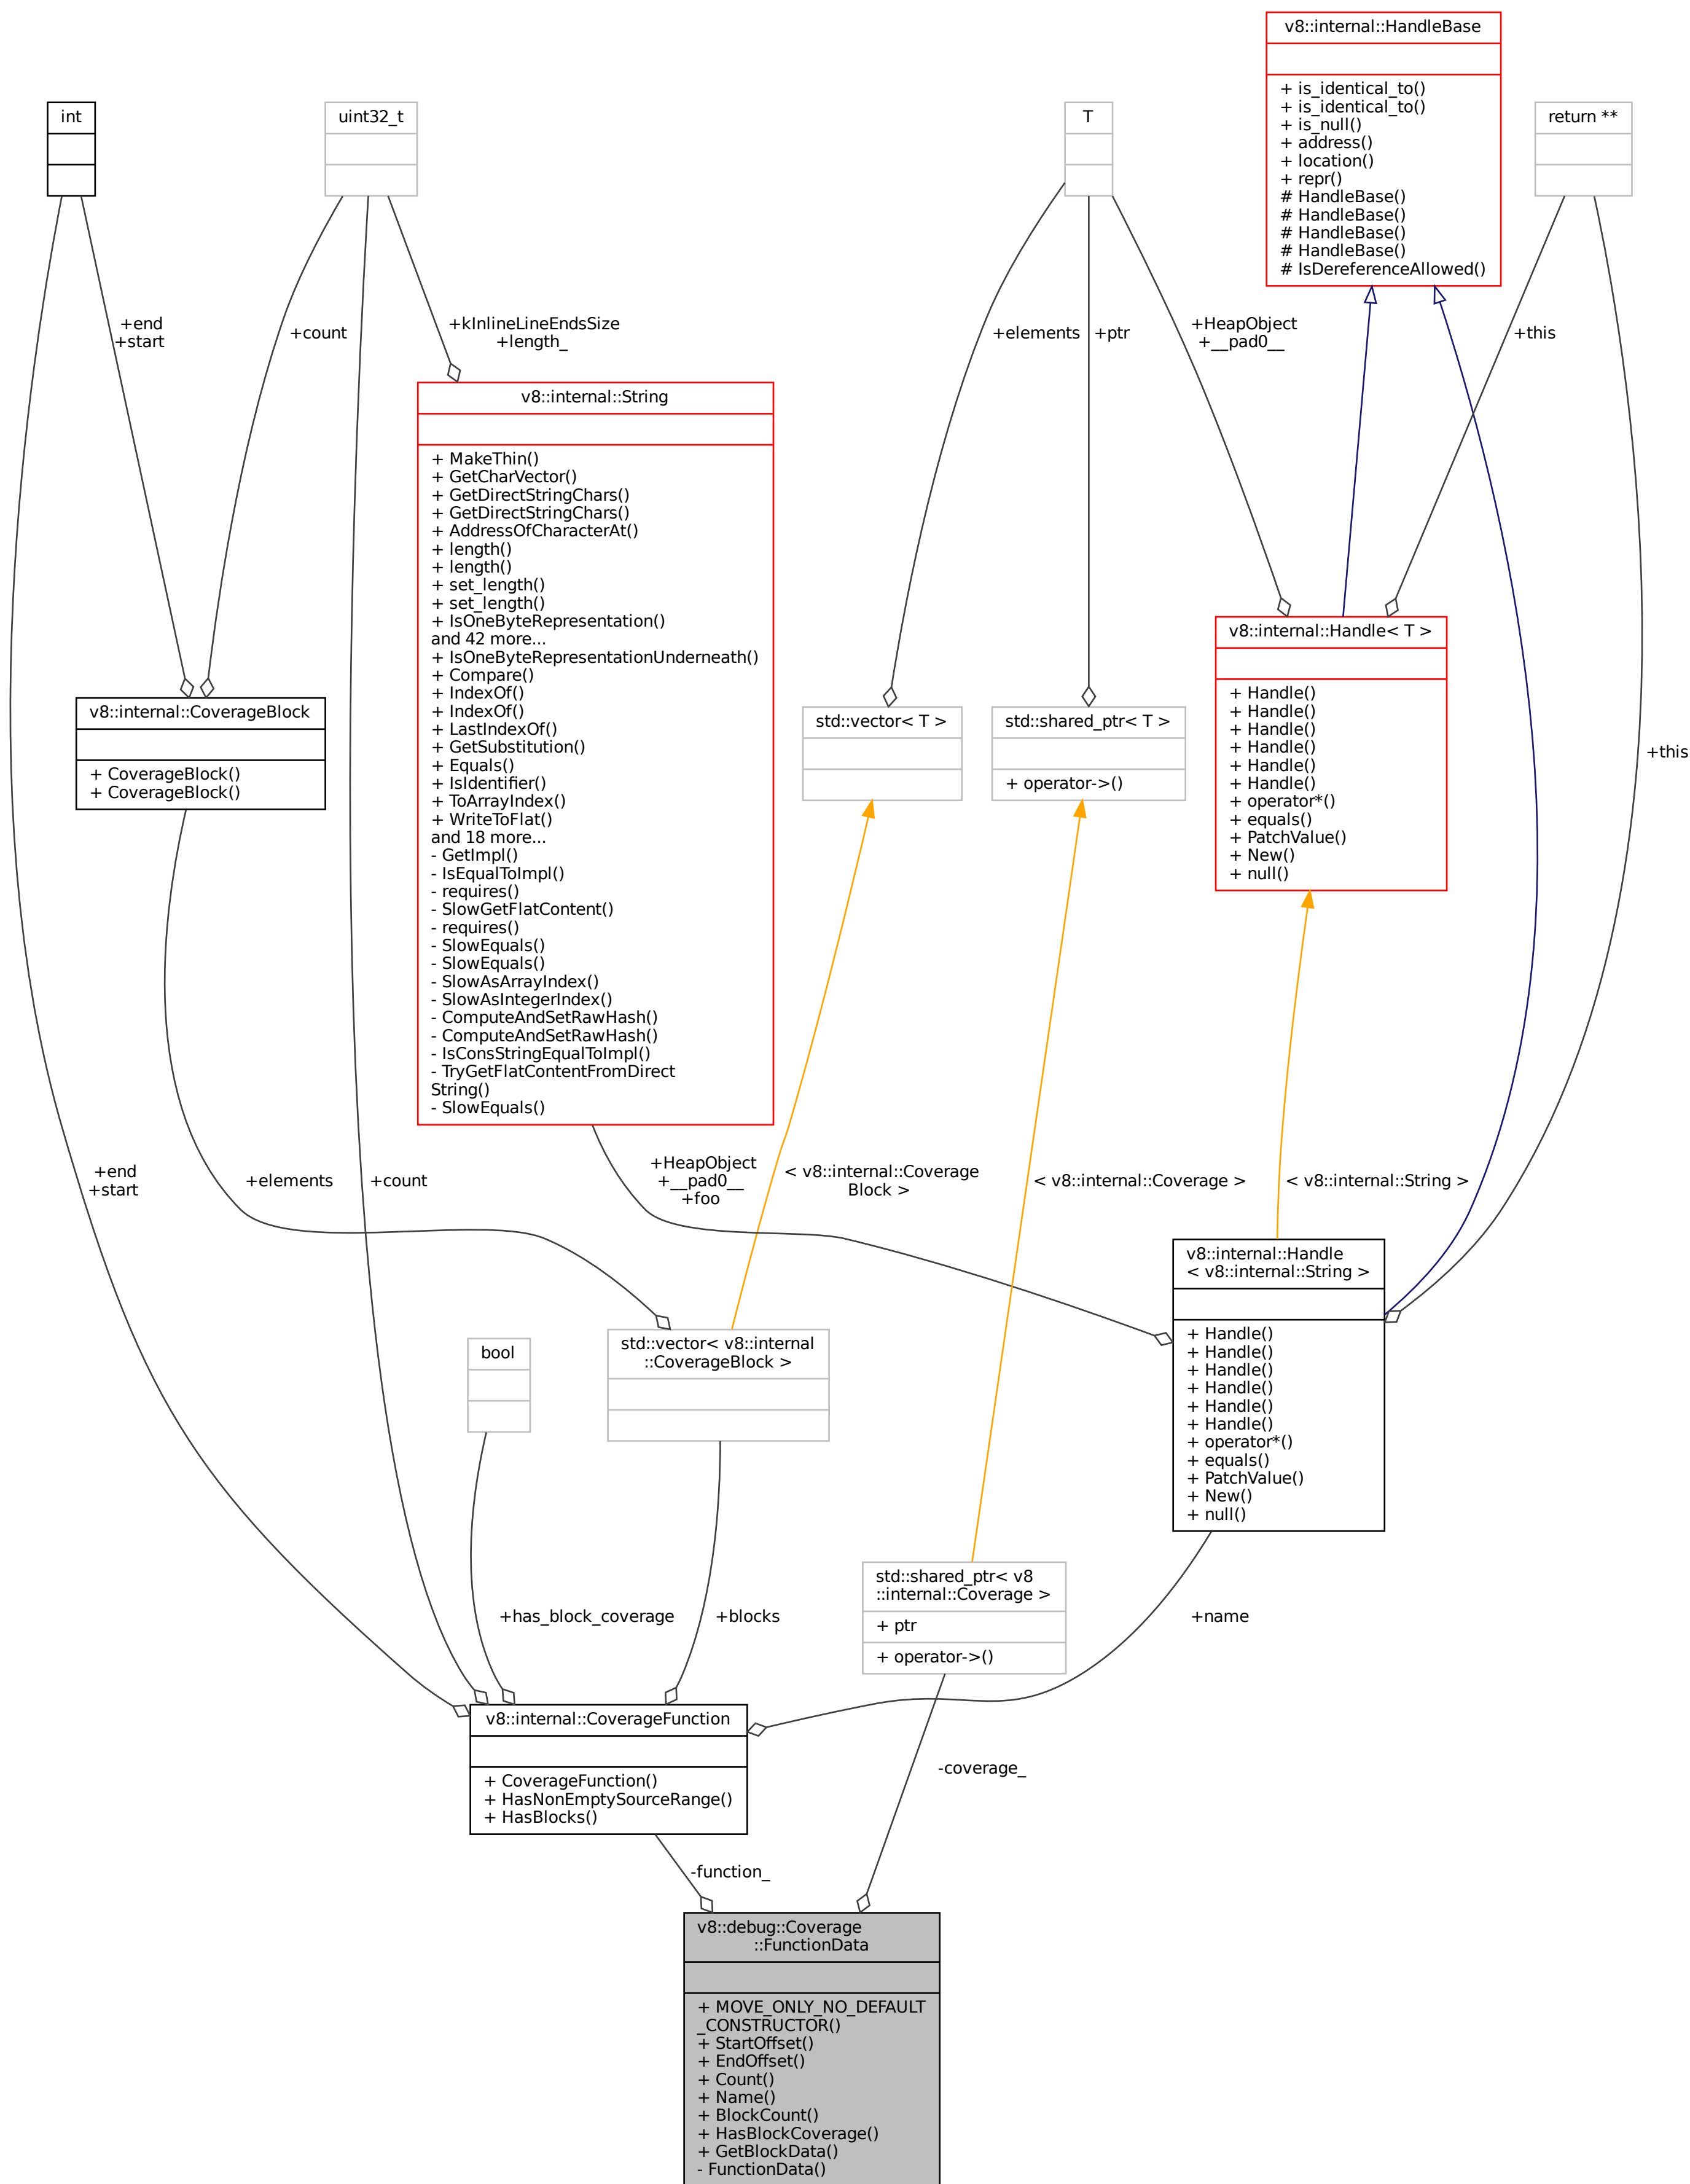 v8::internal::HandleBase
+ is_identical_to()
+ is_identical_to()
+ is_null()
+ address()
+ location()
+ repr()
# HandleBase()
# HandleBase()
# HandleBase()
# HandleBase()
# IsDereferenceAllowed()
int
uint32_t
T
return **
+end
+start
+count
+kInlineLineEndsSize
+length_
+elements
+ptr
+HeapObject
+__pad0__
+this
v8::internal::String
+ MakeThin()
+ GetCharVector()
+ GetDirectStringChars()
+ GetDirectStringChars()
+ AddressOfCharacterAt()
+ length()
+ length()
+ set_length()
+ set_length()
+ IsOneByteRepresentation()
and 42 more...
+ IsOneByteRepresentationUnderneath()
+ Compare()
+ IndexOf()
+ IndexOf()
+ LastIndexOf()
+ GetSubstitution()
+ Equals()
+ IsIdentifier()
+ ToArrayIndex()
+ WriteToFlat()
and 18 more...
- GetImpl()
- IsEqualToImpl()
- requires()
- SlowGetFlatContent()
- requires()
- SlowEquals()
- SlowEquals()
- SlowAsArrayIndex()
- SlowAsIntegerIndex()
- ComputeAndSetRawHash()
- ComputeAndSetRawHash()
- IsConsStringEqualToImpl()
- TryGetFlatContentFromDirect
String()
- SlowEquals()
v8::internal::CoverageBlock
+ CoverageBlock()
+ CoverageBlock()
std::vector< T >
std::shared_ptr< T >
+ operator->()
v8::internal::Handle< T >
+ Handle()
+ Handle()
+ Handle()
+ Handle()
+ Handle()
+ Handle()
+ operator*()
+ equals()
+ PatchValue()
+ New()
+ null()
+this
+end
+start
+elements
+count
+HeapObject
+__pad0__
+foo
< v8::internal::Coverage
Block >
< v8::internal::Coverage >
< v8::internal::String >
v8::internal::Handle
< v8::internal::String >
+ Handle()
+ Handle()
+ Handle()
+ Handle()
+ Handle()
+ Handle()
+ operator*()
+ equals()
+ PatchValue()
+ New()
+ null()
bool
std::vector< v8::internal
::CoverageBlock >
std::shared_ptr< v8
::internal::Coverage >
+ ptr
+ operator->()
+has_block_coverage
+blocks
+name
v8::internal::CoverageFunction
+ CoverageFunction()
+ HasNonEmptySourceRange()
+ HasBlocks()
-coverage_
-function_
v8::debug::Coverage
::FunctionData
+ MOVE_ONLY_NO_DEFAULT
_CONSTRUCTOR()
+ StartOffset()
+ EndOffset()
+ Count()
+ Name()
+ BlockCount()
+ HasBlockCoverage()
+ GetBlockData()
- FunctionData()